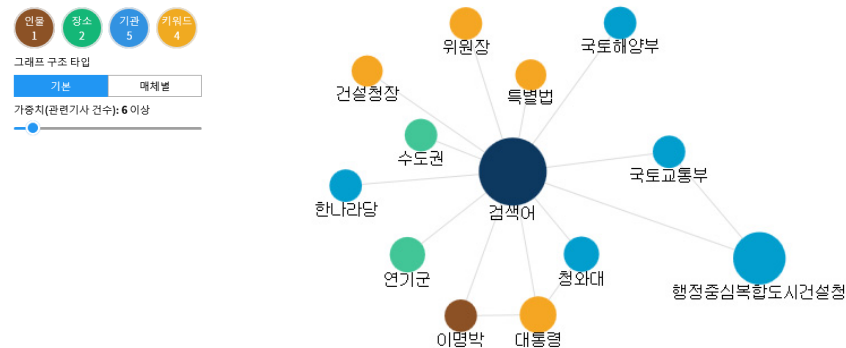 인물 장소 기관 키워드
1 2 5 4
그래프 구조 타입
기본 매체별
가중치(관련기사 건수): 6 이상
위원장
국토해양부
건설청장
특별법
수도권
국토교통부
한나라당
검색어
연기군
청와대
행정중심복합도시건설청
이명박
대통령